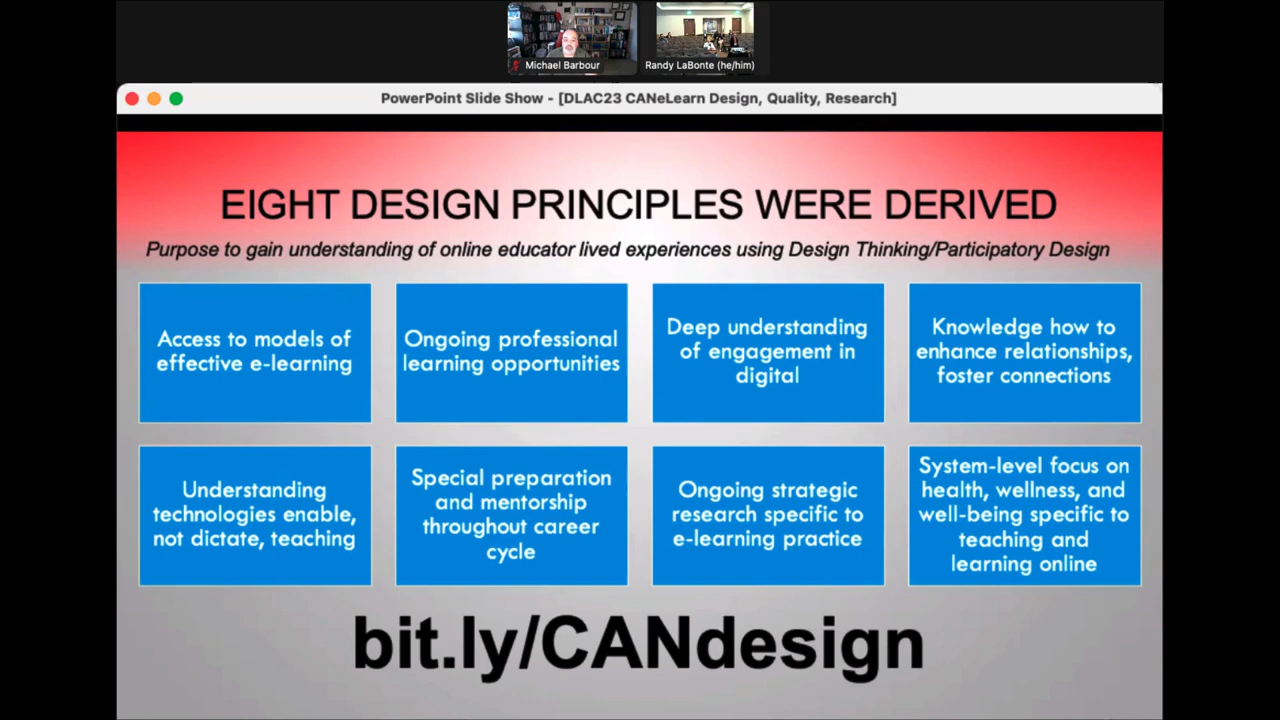 Michael Barbour
Randy LaBonte (he/him)
PowerPoint Slide Show - [DLAC23 CANeLearn Design, Quality, Research]
EIGHT DESIGN PRINCIPLES WERE DERIVED
Purpose to gain understanding of online educator lived experiences using Design Thinking/Participatory Design
Access to models of
effective e-learning
Ongoing professional
learning opportunities
Deep understanding
of engagement in
digital
Knowledge how to
enhance relationships,
foster connections
Understanding
technologies enable,
not dictate, teaching
Special preparation
and mentorship
throughout career
cycle
Ongoing strategic
research specific to
e-learning practice
System-level focus on
health, wellness, and
well-being specific to
teaching and
learning online
bit.ly/CANdesign